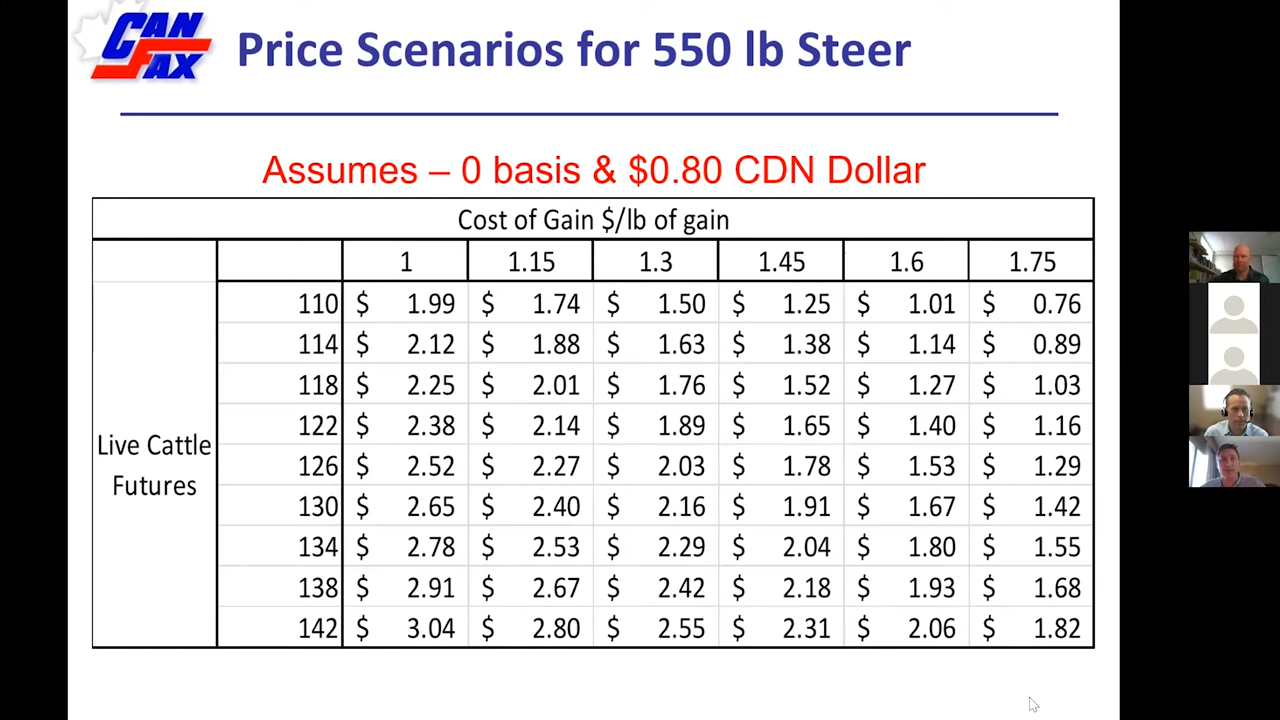 CAN
FAX
Price Scenarios for 550 lb Steer
Assumes – 0 basis & $0.80 CDN Dollar
Cost of Gain $/lb of gain
1 1.15 1.3 1.45 1.6 1.75
Live Cattle
Futures
110 $ 1.99 $ 1.74 $ 1.50 $ 1.25 $ 1.01 $ 0.76
114 $ 2.12 $ 1.88 $ 1.63 $ 1.38 $ 1.14 $ 0.89
118 $ 2.25 $ 2.01 $ 1.76 $ 1.52 $ 1.27 $ 1.03
122 $ 2.38 $ 2.14 $ 1.89 $ 1.65 $ 1.40 $ 1.16
126 $ 2.52 $ 2.27 $ 2.03 $ 1.78 $ 1.53 $ 1.29
130 $ 2.65 $ 2.40 $ 2.16 $ 1.91 $ 1.67 $ 1.42
134 $ 2.78 $ 2.53 $ 2.29 $ 2.04 $ 1.80 $ 1.55
138 $ 2.91 $ 2.67 $ 2.42 $ 2.18 $ 1.93 $ 1.68
142 $ 3.04 $ 2.80 $ 2.55 $ 2.31 $ 2.06 $ 1.82